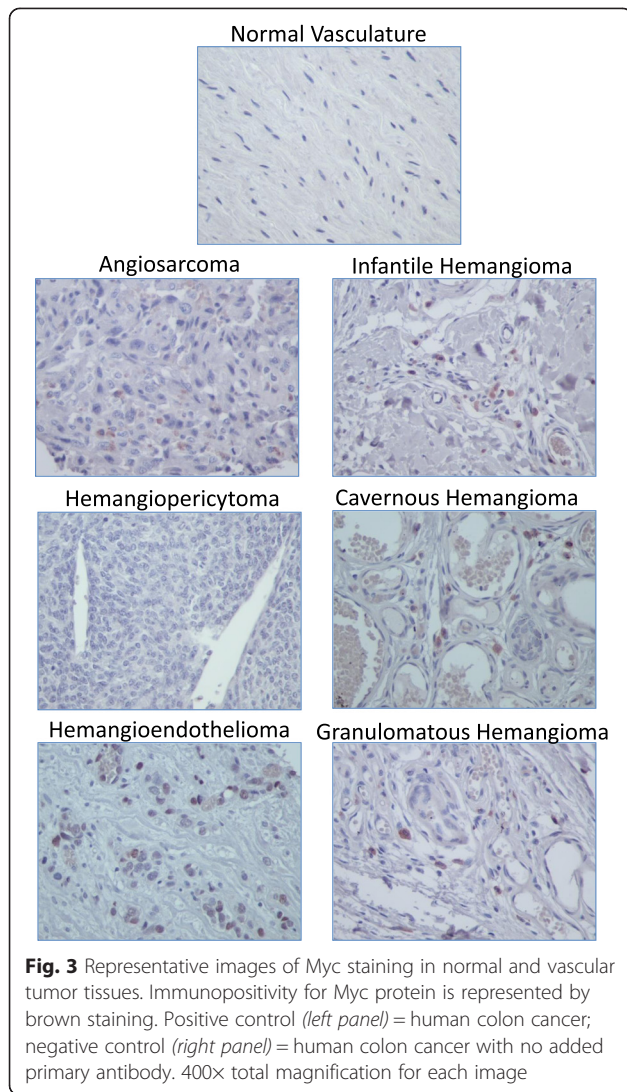 Normal Vasculature
Angiosarcoma
Infantile Hemangioma
Hemangiopericytoma
Cavernous Hemangioma
Hemangioendothelioma
Granulomatous Hemangioma
Fig. 3 Representative images of Myc staining in normal and vascular
tumor tissues. Immunopositivity for Myc protein is represented by
brown staining. Positive control (left panel) = human colon cancer;
negative control (right panel) = human colon cancer with no added
primary antibody. 400× total magnification for each image